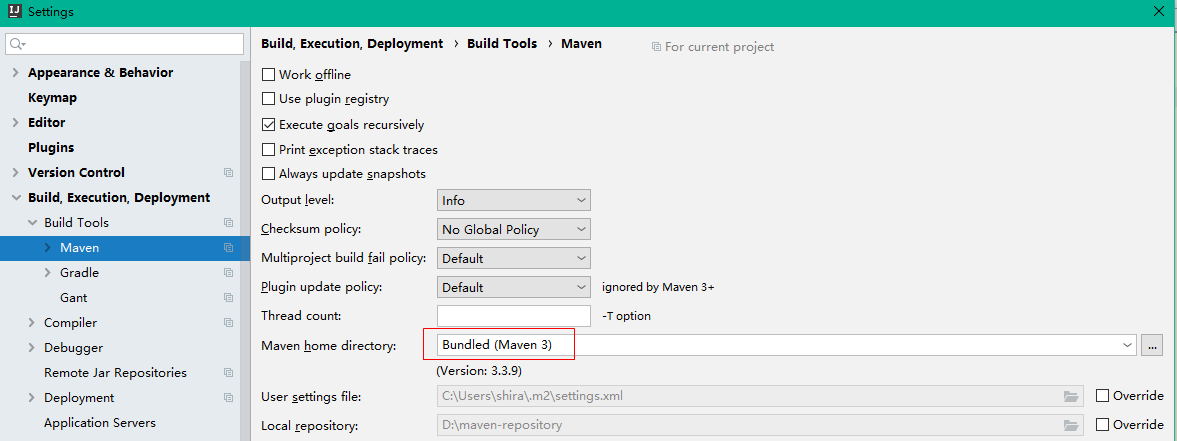 IJ Settings
Build, Execution, Deployment › Build Tools › Maven For current project
Appearance & Behavior
Keymap
Editor
Plugins
Version Control
Build, Execution, Deployment
Build Tools
Maven
Gradle
Gant
Compiler
Debugger
Remote Jar Repositories
Deployment
Application Servers
Work offline
Use plugin registry
Execute goals recursively
Print exception stack traces
Always update snapshots
Output level: Info
Checksum policy: No Global Policy
Multiproject build fail policy: Default
Plugin update policy: Default ignored by Maven 3+
Thread count: -T option
Maven home directory: Bundled (Maven 3) ...
(Version: 3.3.9)
User settings file: C:\Users\shira\.m2\settings.xml Override
Local repository: D:\maven-repository Override